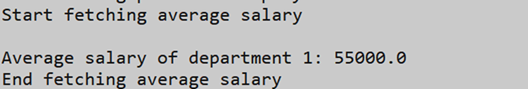 Start fetching average salary
Average salary of department 1: 55000.0
End fetching average salary